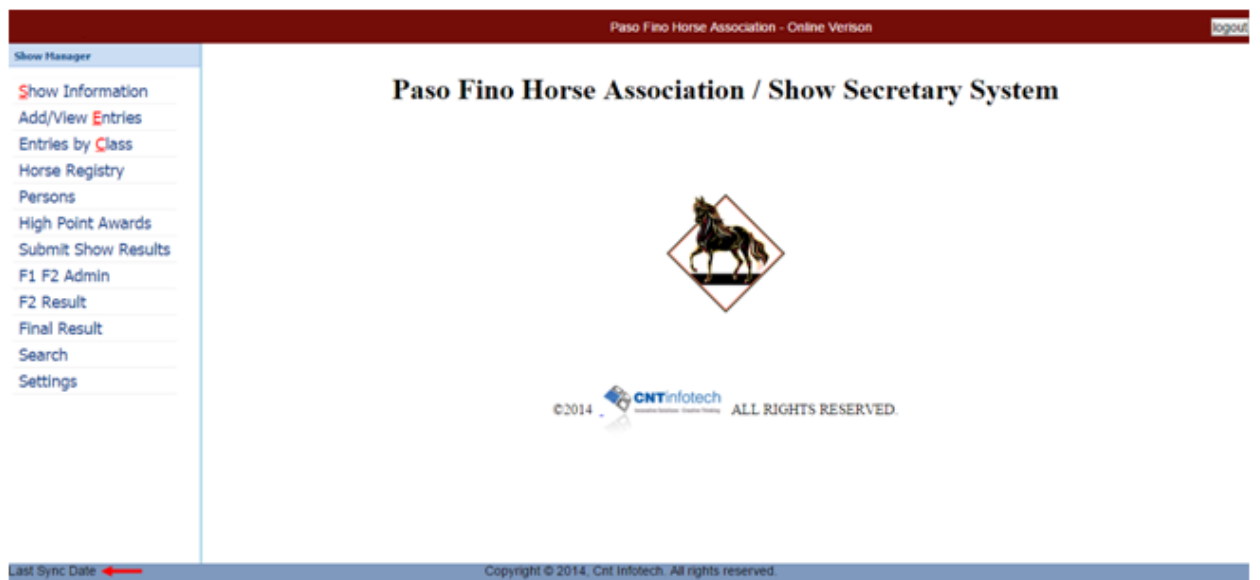 Paso Fino Horse Association - Online Verison
logout
Show Manager
Show Information
Add/View Entries
Entries by Class
Horse Registry
Persons
High Point Awards
Submit Show Results
F1 F2 Admin
F2 Result
Final Result
Search
Settings
Paso Fino Horse Association / Show Secretary System
©2014 CNTinfotech ALL RIGHTS RESERVED.
Last Sync Date
Copyright © 2014, Cnt Infotech. All rights reserved.